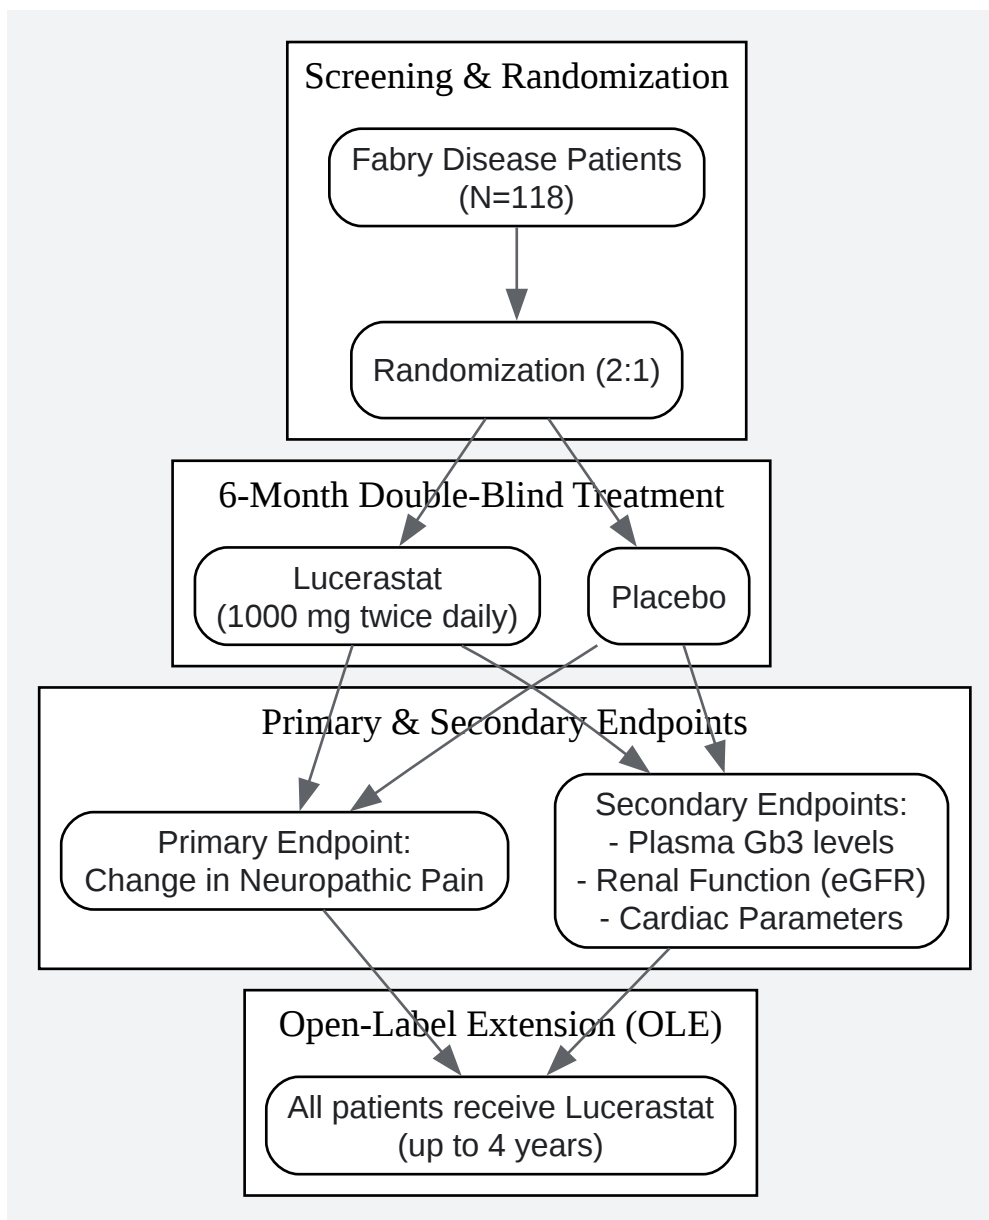 Screening & Randomization
Fabry Disease Patients
(N=118)
Randomization (2:1)
6-Month Double-Blind Treatment
Lucerastat
(1000 mg twice daily)
Placebo
Primary & Secondary Endpoints
Primary Endpoint:
Change in Neuropathic Pain
Secondary Endpoints:
- Plasma Gb3 levels
- Renal Function (eGFR)
- Cardiac Parameters
Open-Label Extension (OLE)
All patients receive Lucerastat
(up to 4 years)